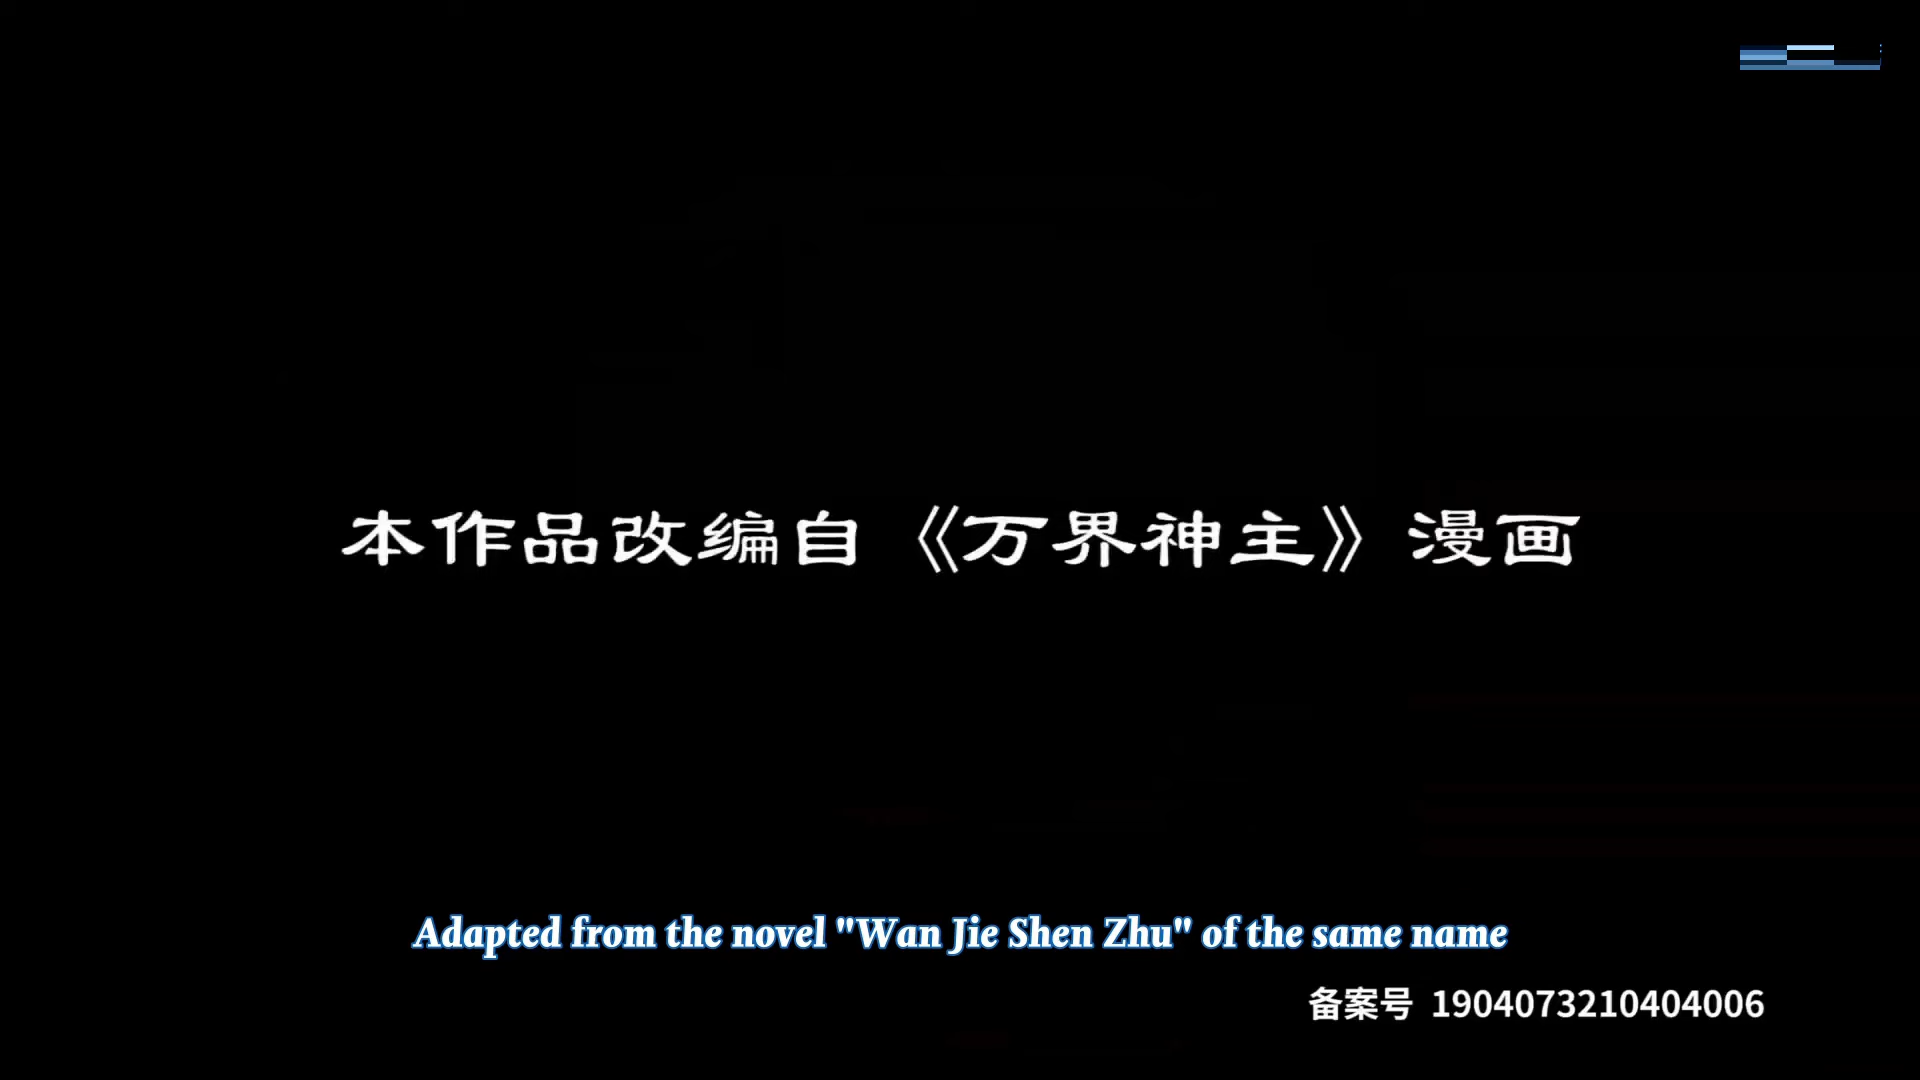 本作品改编自《万界神主》漫画
Adapted from the novel "Wan Jie Shen Zhu" of the same name
备案号 1904073210404006